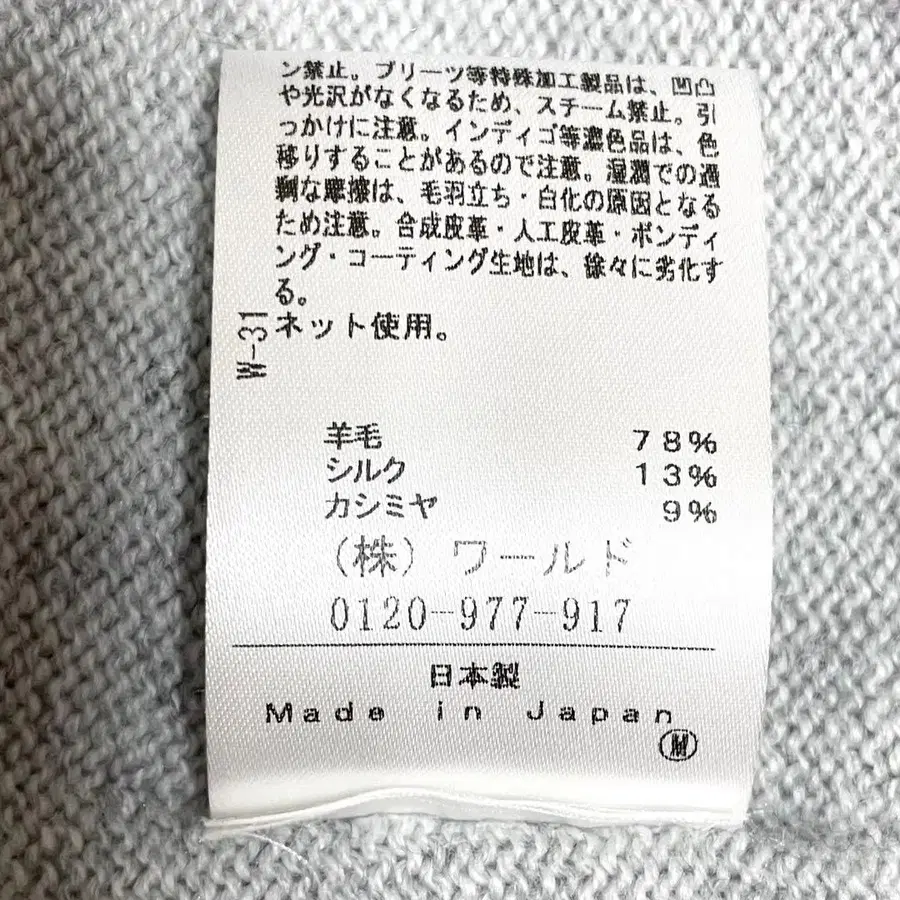 ン禁止。プリーツ等特殊加工製品は、凹凸
や光沢がなくなるため、スチーム禁止。引
っかけに注意。インディゴ等濃色品は、色
移りすることがあるので注意。湿潤での過
剰な摩擦は、毛羽立ち・白化の原因となる
ため注意。合成皮革・人工皮革・ボンディ
ング・コーティング生地は、徐々に劣化す
る。
ネット使用。
W-31
羊毛 78%
シルク 13%
カシミヤ 9%
(株) ワールド
0120-977-917
日本製
Made in Japan
M